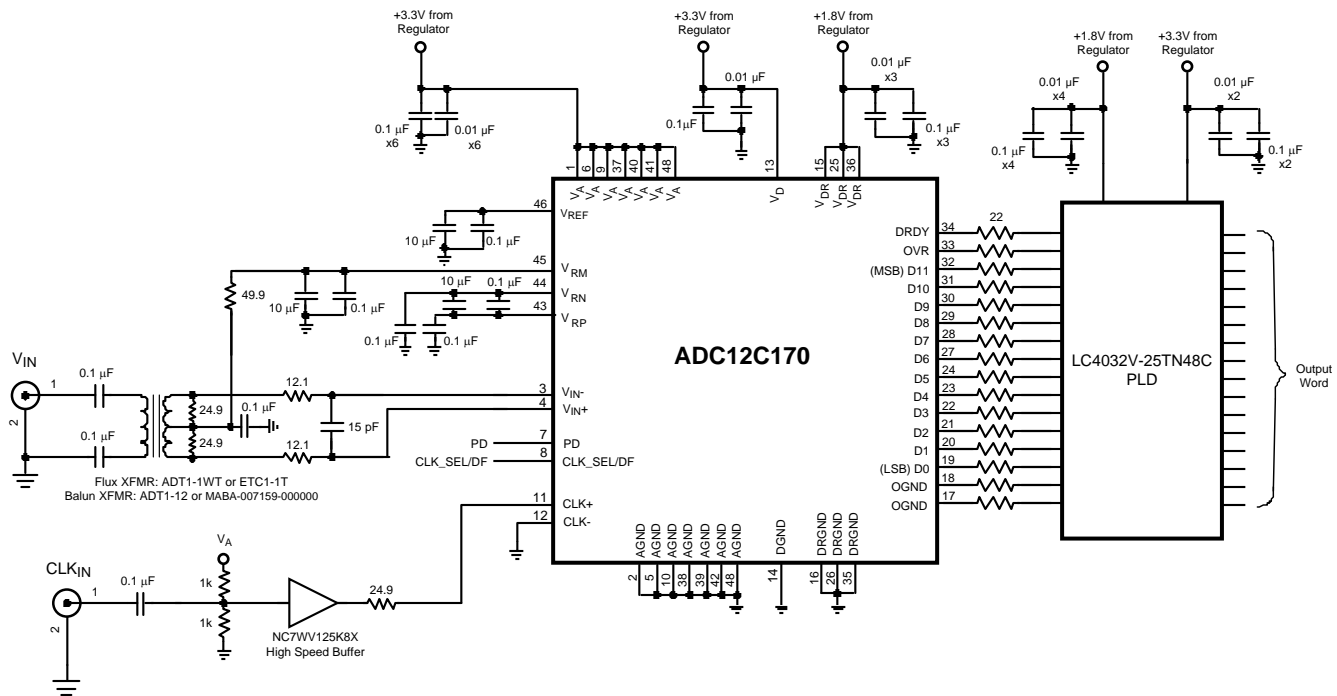 +3.3V from
Regulator
+3.3V from
Regulator
+1.8V from
Regulator
+1.8V from
Regulator
+3.3V from
Regulator
0.1 µF
x6
0.01 µF
x6
0.01 µF
0.1µF
0.01 µF
x3
0.1 µF
x3
0.01 µF
x4
0.1 µF
x4
0.01 µF
x2
0.1 µF
x2
1
6
9
37
40
41
48
13
15
25
36
VA
VA
VA
VA
VA
VA
VA
VD
VDR
VDR
VDR
46
VREF
10 µF
0.1 µF
45
VRM
49.9
10 µF
0.1 µF
44
VRN
43
VRP
10 µF
0.1 µF
0.1 µF
0.1 µF
ADC12C170
VIN
1
2
0.1 µF
0.1 µF
24.9
24.9
0.1 µF
12.1
12.1
15 pF
3
VIN-
4
VIN+
PD
7
PD
CLK_SEL/DF
8
CLK_SEL/DF
Flux XFMR: ADT1-1WT or ETC1-1T
Balun XFMR: ADT1-12 or MABA-007159-000000
11
CLK+
12
CLK-
CLKIN
1
2
0.1 µF
VA
1k
1k
NC7WV125K8X
High Speed Buffer
24.9
AGND
AGND
AGND
AGND
AGND
AGND
AGND
DGND
DRGND
DRGND
DRGND
2
5
10
38
39
42
48
14
16
26
35
DRDY 34 22
OVR 33
(MSB) D11 32
D10 31
D9 30
D8 29
D7 28
D6 27
D5 24
D4 23
D3 22
D2 21
D1 20
(LSB) D0 19
OGND 18
OGND 17
LC4032V-25TN48C
PLD
Output
Word